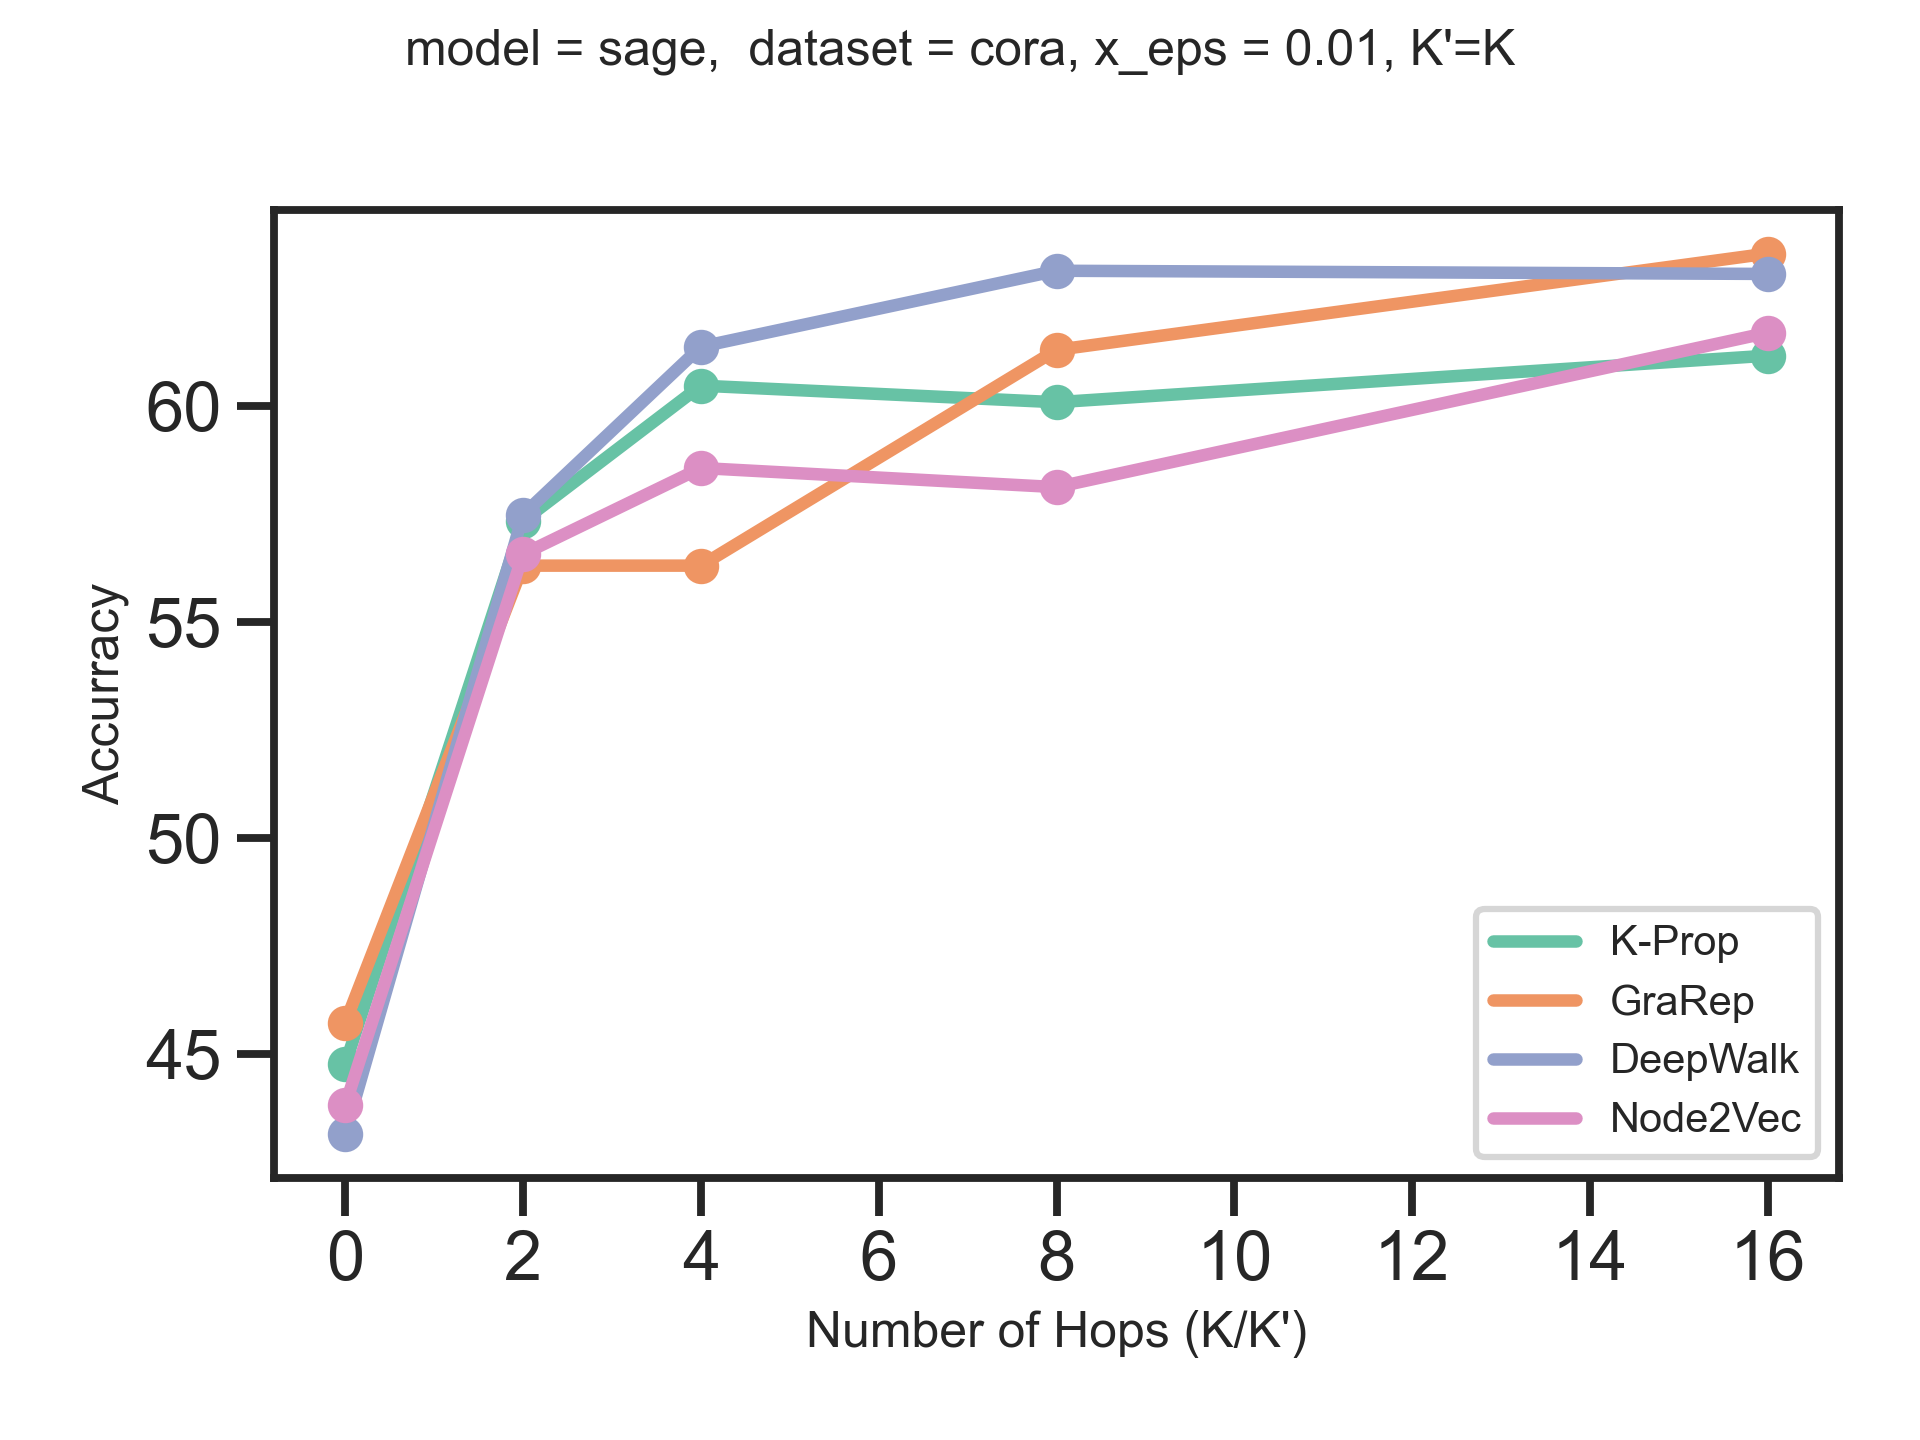 model = sage,  dataset = cora, x_eps = 0.01, K'=K
60
55
50
45
Accurracy
K-Prop
GraRep
DeepWalk
Node2Vec
0 2 4 6 8 10 12 14 16
Number of Hops (K/K')